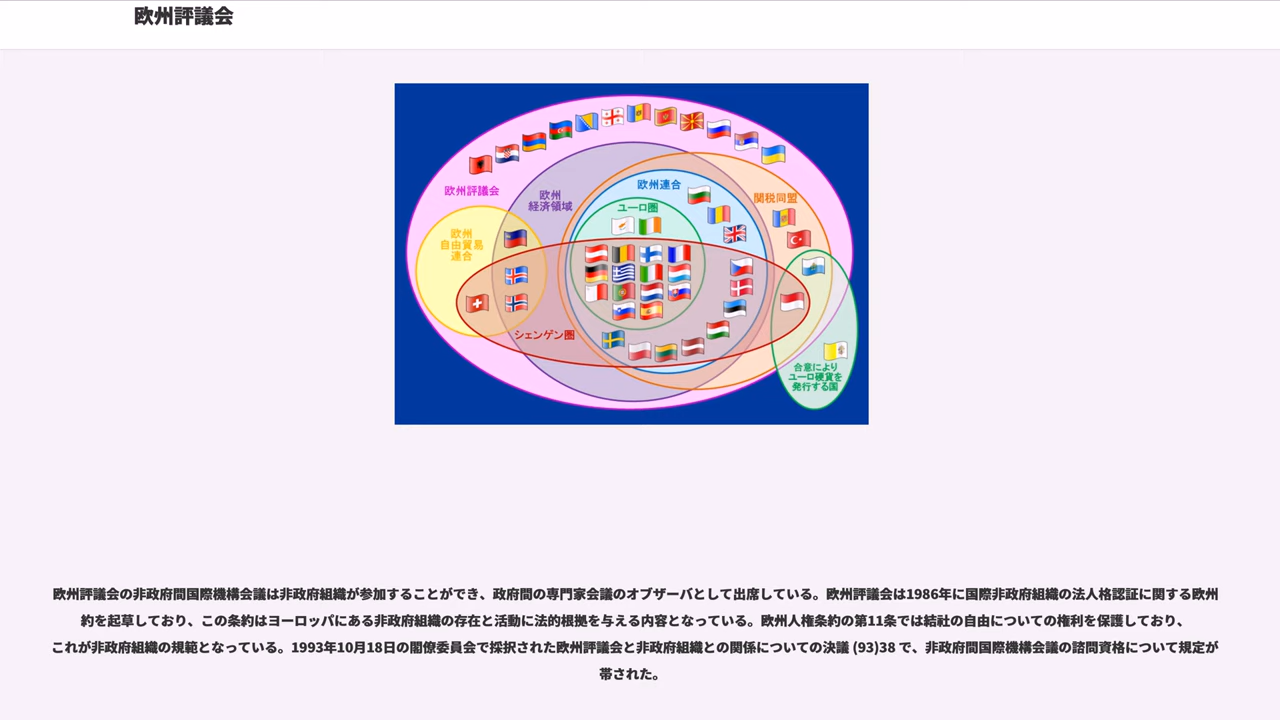 欧州評議会
欧州評議会
欧州
経済領域
欧州連合
関税同盟
ユーロ圏
欧州
自由貿易
連合
シェンゲン圏
合意により
ユーロ硬貨を
発行する国
欧州評議会の非政府間国際機構会議は非政府組織が参加することができ、政府間の専門家会議のオブザーバとして出席している。欧州評議会は1986年に国際非政府組織の法人格認証に関する欧州
約を起草しており、この条約はヨーロッパにある非政府組織の存在と活動に法的根拠を与える内容となっている。欧州人権条約の第11条では結社の自由についての権利を保護しており、
これが非政府組織の規範となっている。1993年10月18日の閣僚委員会で採択された欧州評議会と非政府組織との関係についての決議 (93)38 で、非政府間国際機構会議の諮問資格について規定が
帯された。